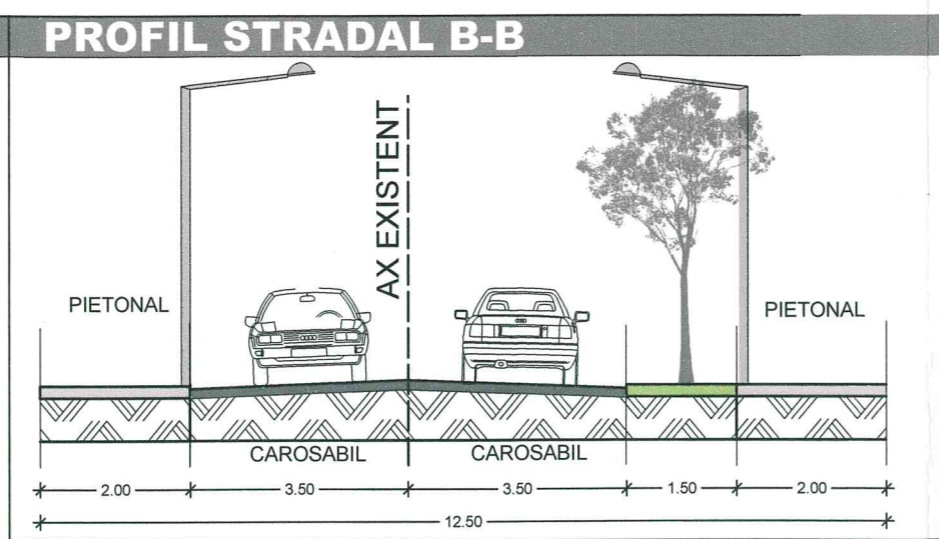 PROFIL STRADAL B-B
AX EXISTENT
PIETONAL
PIETONAL
CAROSABIL
CAROSABIL
2.00
3.50
3.50
1.50
2.00
12.50